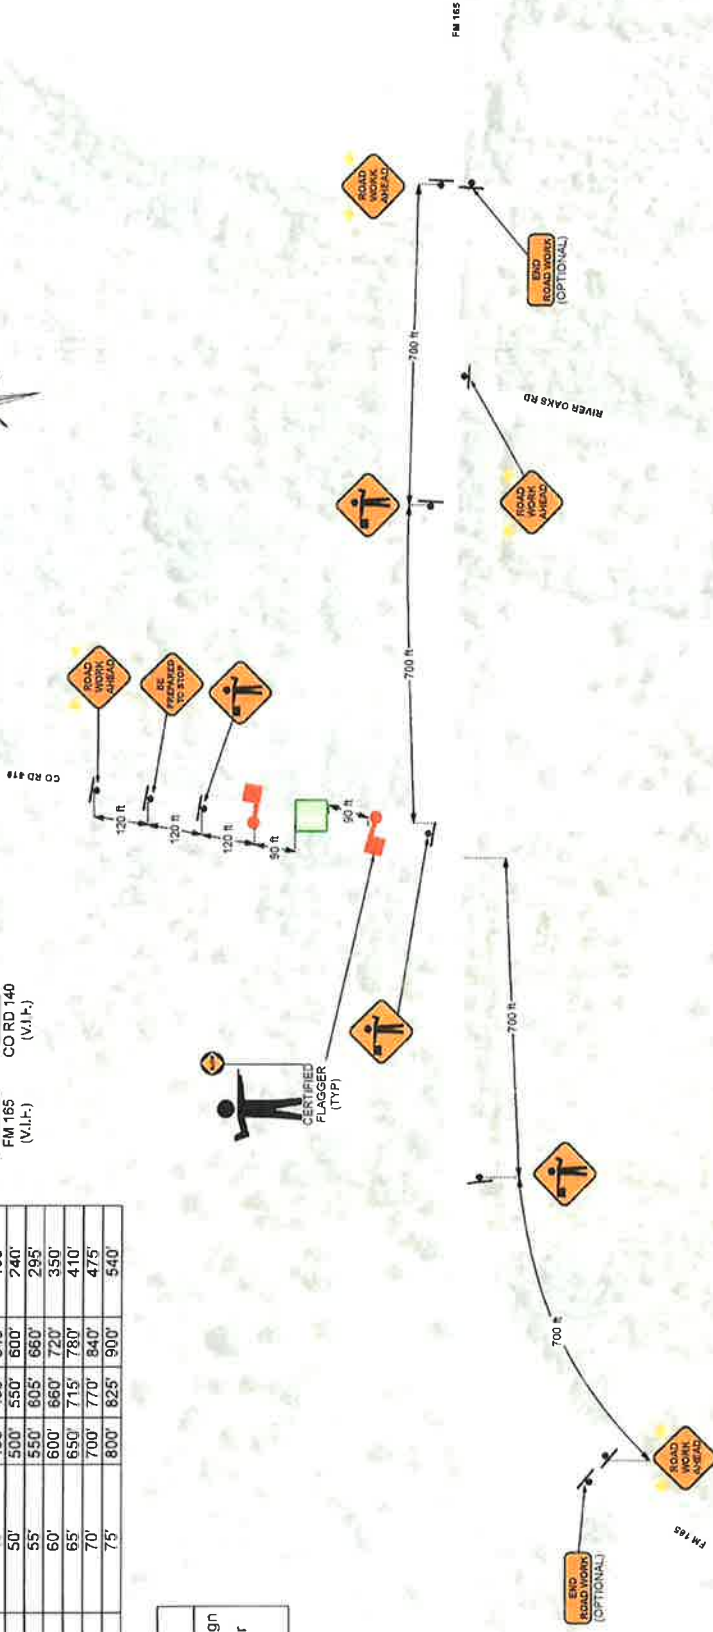 FM 165
(V.I.F.)
CO RD 140
(V.I.F.)
50' 500' 550' 600' 240'
55' 550' 605' 660' 295'
60' 600' 660' 720' 350'
65' 650' 715' 780' 410'
70' 700' 770' 840' 475'
75' 800' 825' 900' 540'
CO RD 419
ROAD
WORK
AHEAD
BE
PREPARED
TO STOP
120 ft
120 ft
120 ft
90 ft
90 ft
CERTIFIED
FLAGGER
(TYP)
ROAD
WORK
AHEAD
FM 165
700 ft
700 ft
END
ROAD WORK
(OPTIONAL)
RIVER OAKS RD
ROAD
WORK
AHEAD
700 ft
700 ft
ROAD
WORK
AHEAD
END
ROAD WORK
(OPTIONAL)
FM 165